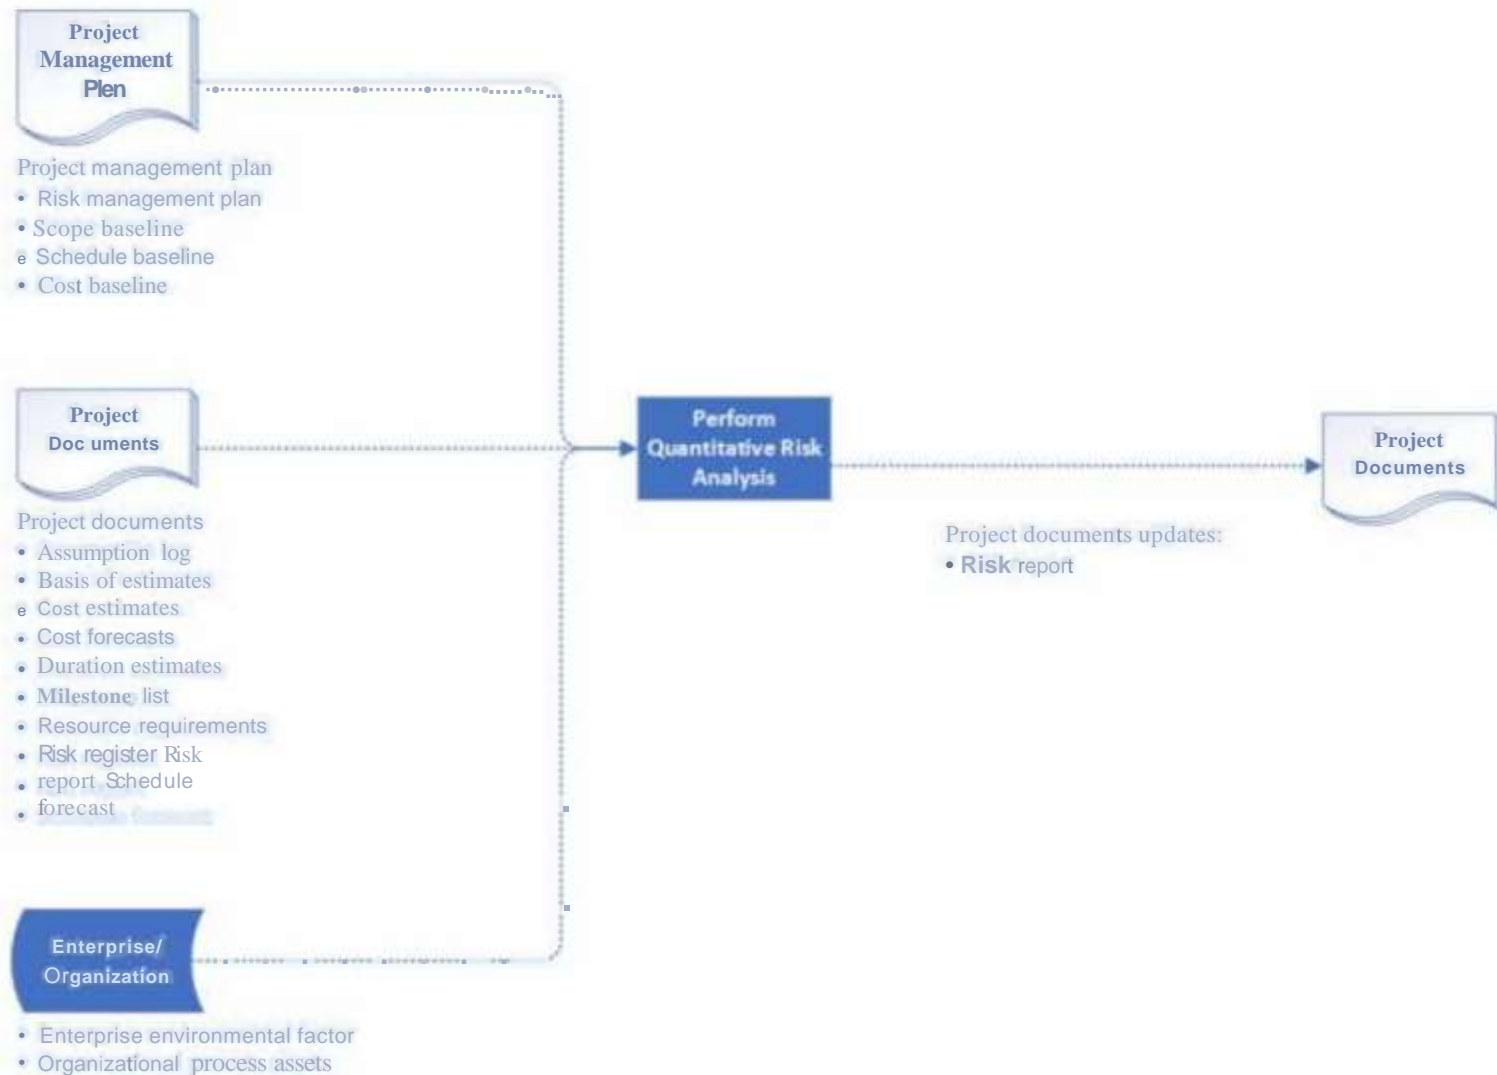 Project
Management
Plen
Project management plan
• Risk management plan
• Scope baseline
e Schedule baseline
• Cost baseline
Project
Doc uments
Project documents
• Assumption log
• Basis of estimates
e Cost estimates
• Cost forecasts
• Duration estimates
• Milestone list
• Resource requirements
• Risk register Risk
• report Schedule
• forecast
Perform
Quantitative Risk
Analysis
Project documents updates:
• Risk report
Project
Documents
Enterprise/
Organization
• Enterprise environmental factor
• Organizational process assets